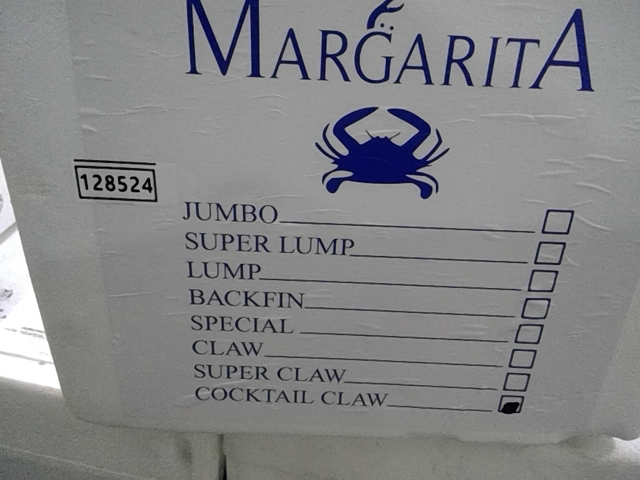 MARGARITA
128524
JUMBO
SUPER LUMP
LUMP
BACKFIN
SPECIAL
CLAW
SUPER CLAW
COCKTAIL CLAW